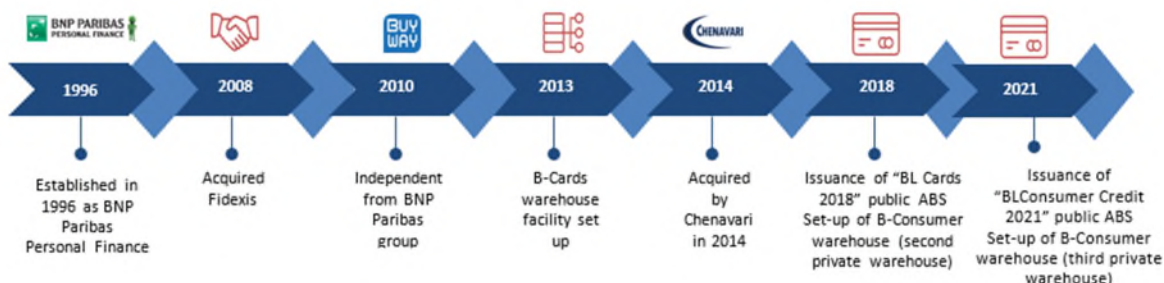 BNP PARIBAS
PERSONAL FINANCE
BUY
WAY
CHENAVARI
1996
2008
2010
2013
2014
2018
2021
Established in
1996 as BNP
Paribas
Personal Finance
Acquired
Fidexis
Independent
from BNP
Paribas
group
B-Cards
warehouse
facility set
up
Acquired
by
Chenavari
in 2014
Issuance of “BL Cards
2018” public ABS
Set-up of B-Consumer
warehouse (second
private warehouse)
Issuance of
“BLConsumer Credit
2021” public ABS
Set-up of B-Consumer
warehouse (third private
warehouse)